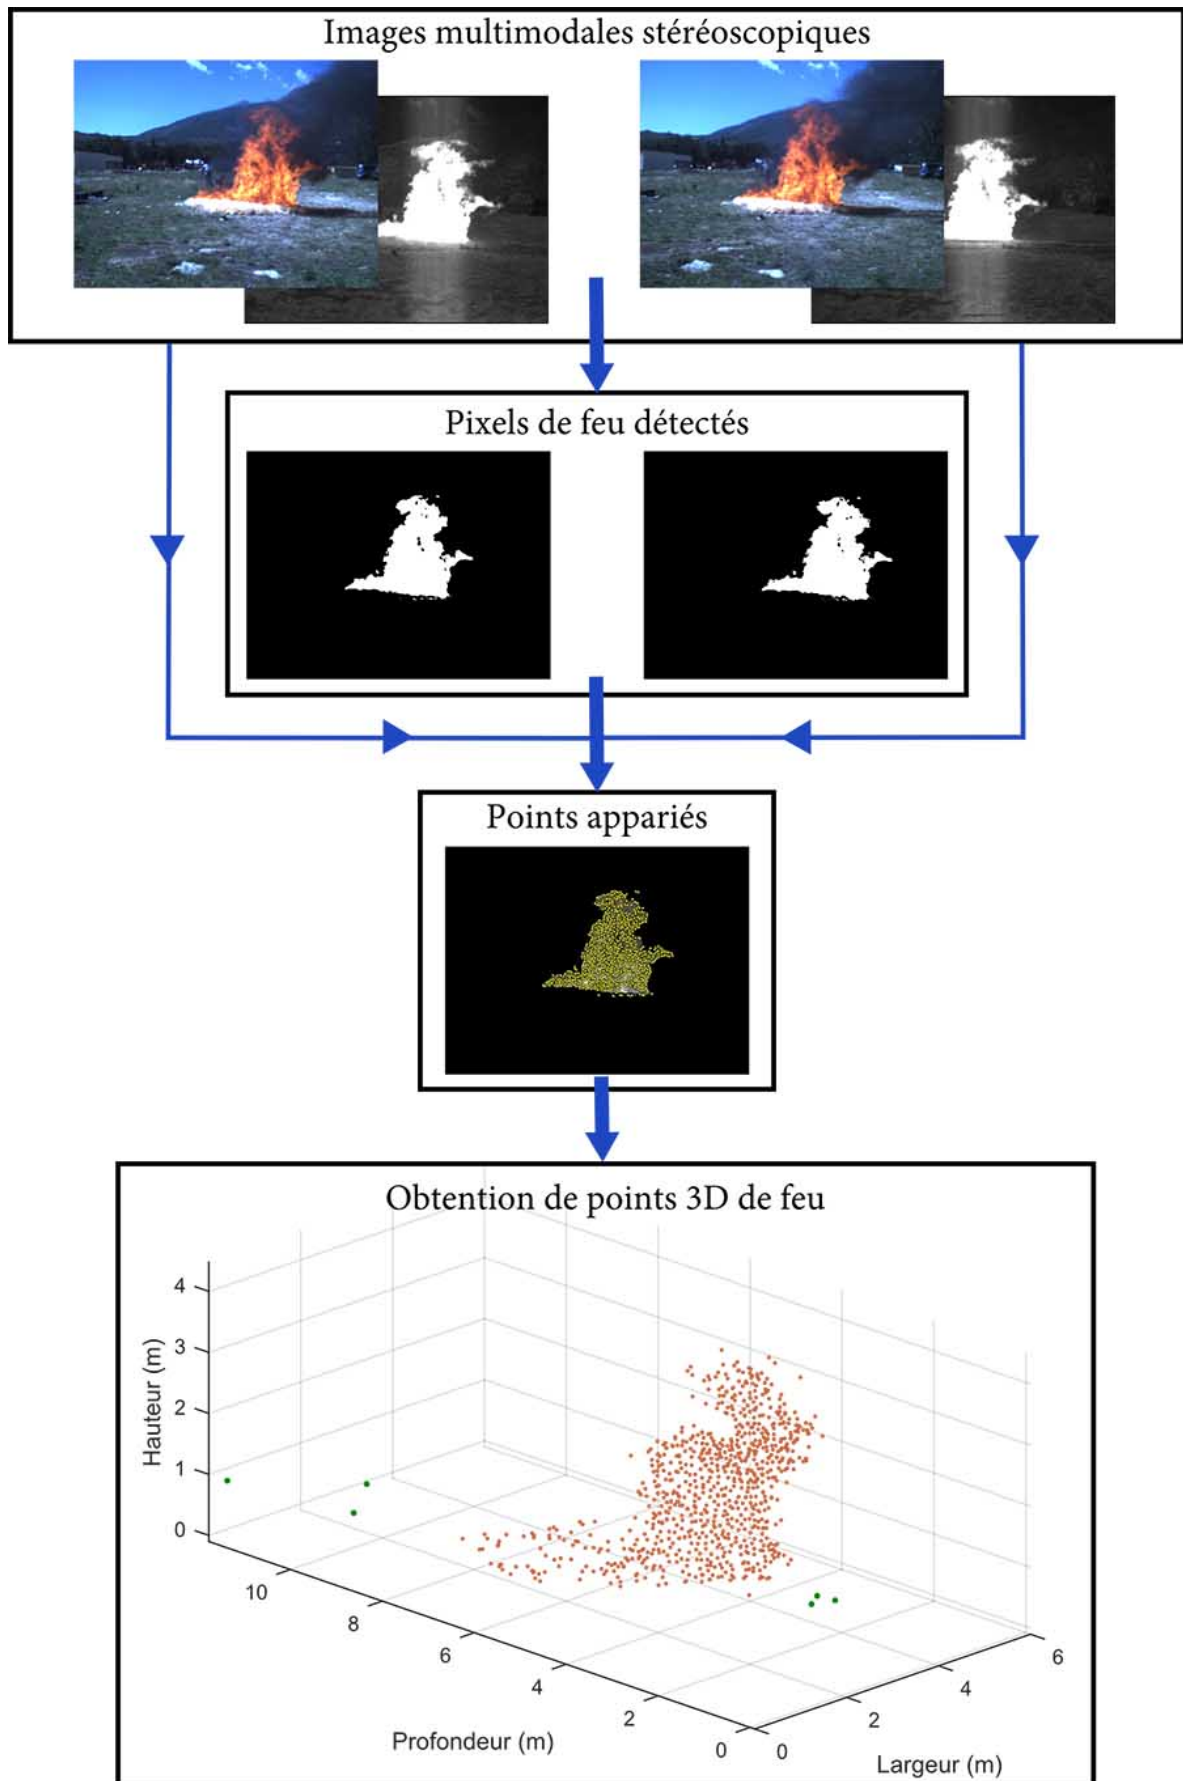 Images multimodales stéréoscopiques
Pixels de feu détectés
Points appariés
Obtention de points 3D de feu
4
3
2
1
0
Hauteur (m)
10
8
6
4
2
0
Profondeur (m)
0
2
4
6
Largeur (m)